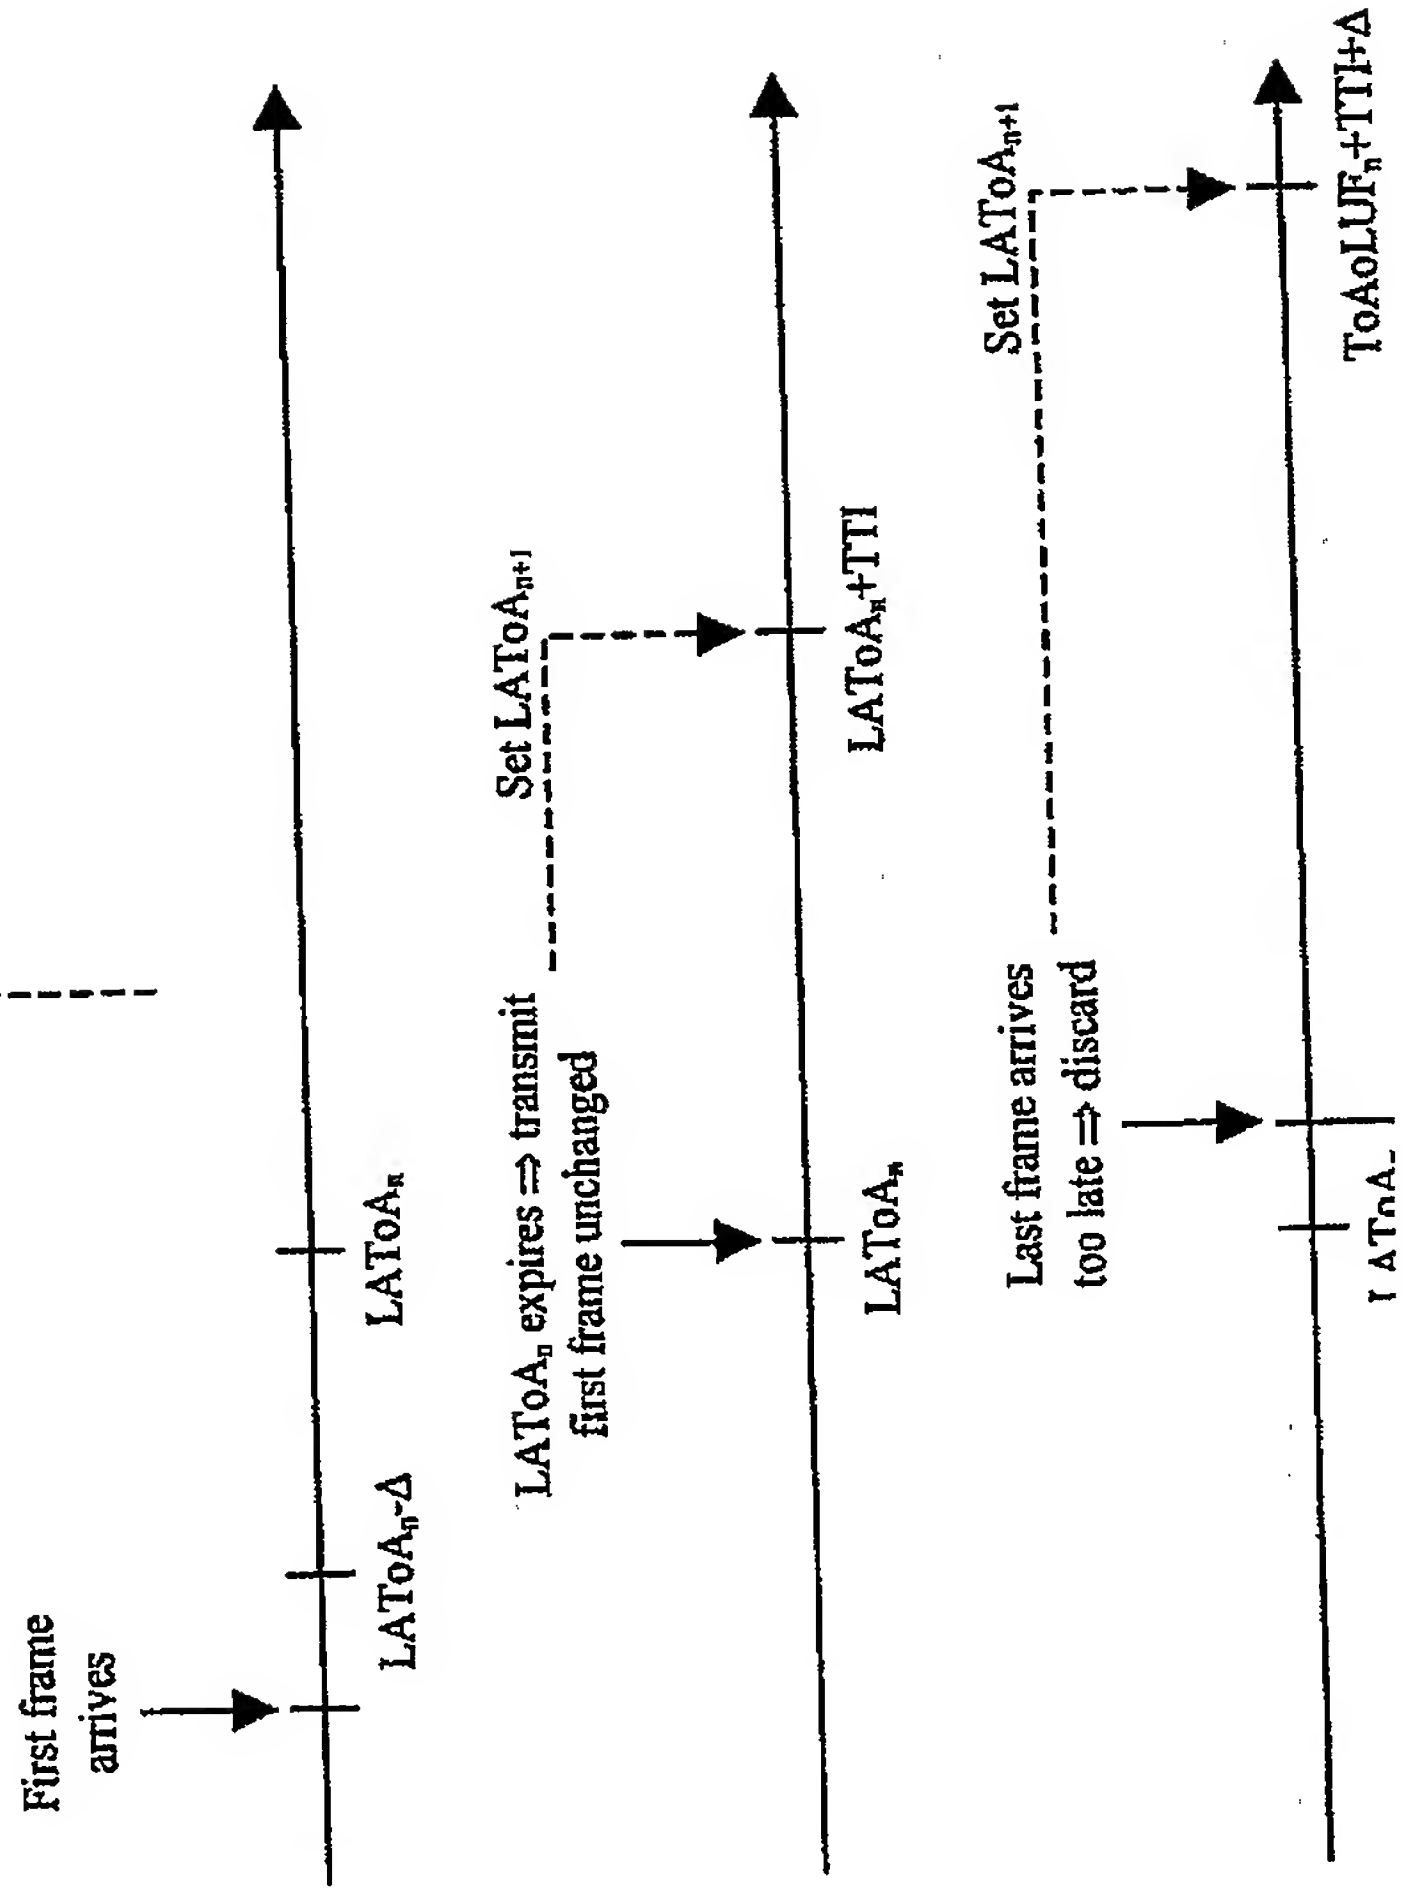 First frame
arrives
LAToAₙ-Δ
LAToAₙ
LAToAₙ expires ⇒ transmit
first frame unchanged
Set LAToAₙ₊₁
LAToAₙ
LAToAₙ+TTI
Last frame arrives
too late ⇒ discard
Set LAToAₙ₊₁
ToAoLUFₙ+TTI+Δ